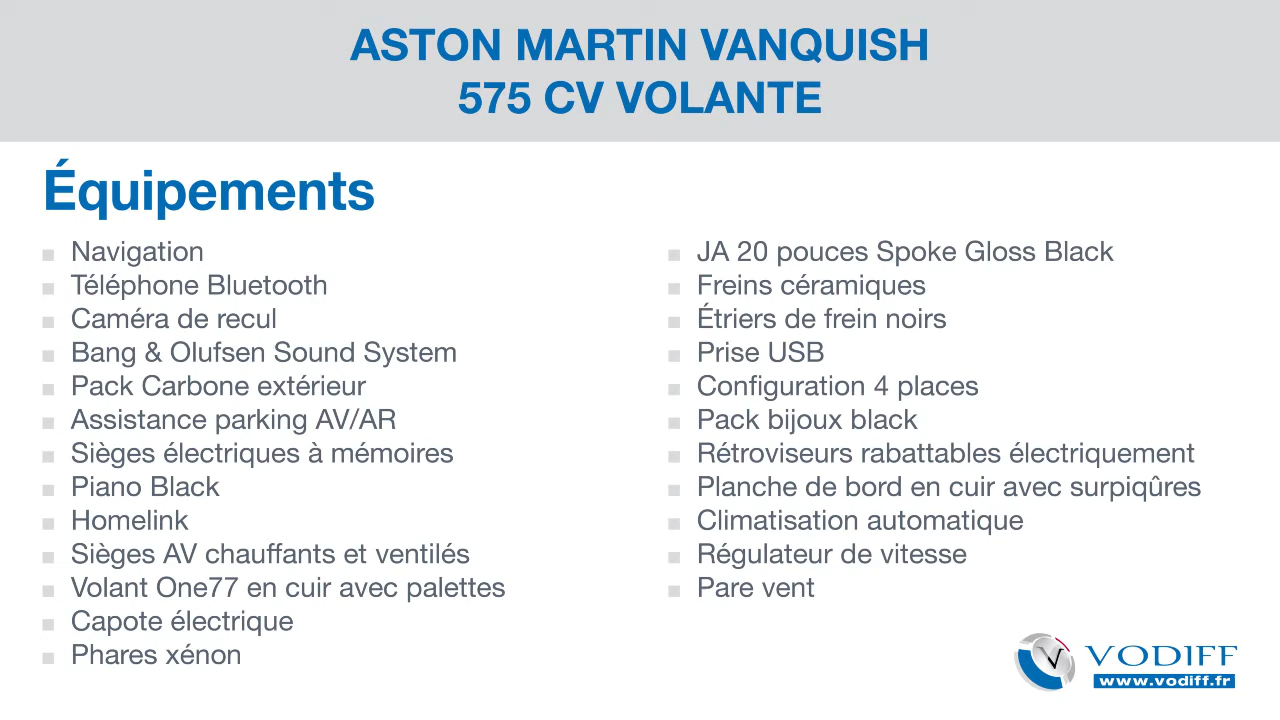 ASTON MARTIN VANQUISH
575 CV VOLANTE
Équipements
Navigation
Téléphone Bluetooth
Caméra de recul
Bang & Olufsen Sound System
Pack Carbone extérieur
Assistance parking AV/AR
Sièges électriques à mémoires
Piano Black
Homelink
Sièges AV chauffants et ventilés
Volant One77 en cuir avec palettes
Capote électrique
Phares xénon
JA 20 pouces Spoke Gloss Black
Freins céramiques
Étriers de frein noirs
Prise USB
Configuration 4 places
Pack bijoux black
Rétroviseurs rabattables électriquement
Planche de bord en cuir avec surpiqûres
Climatisation automatique
Régulateur de vitesse
Pare vent
VODIFF
www.vodiff.fr